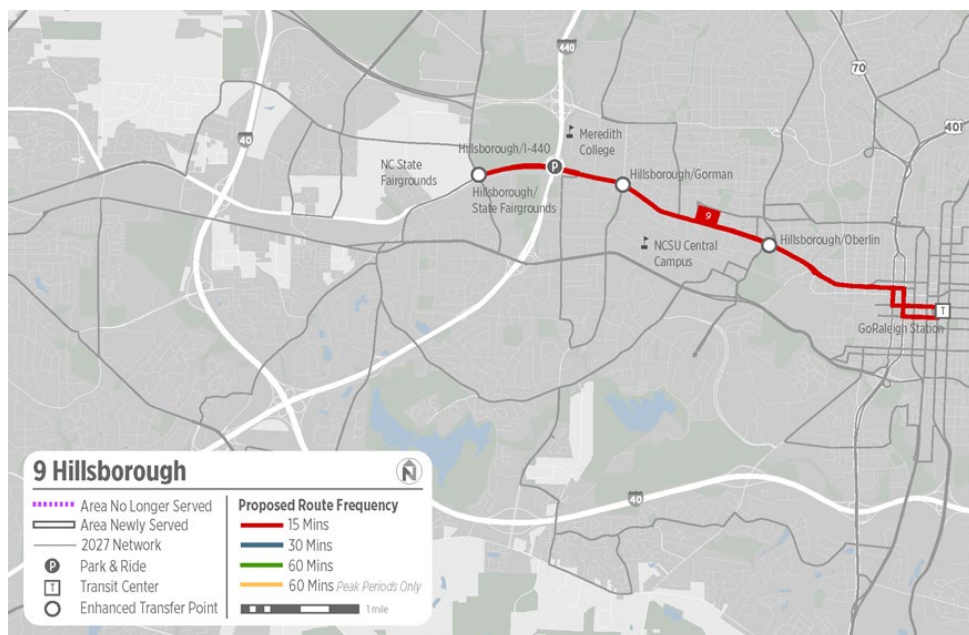 440
70
401
40
Meredith
College
Hillsborough/I-440
NC State
Fairgrounds
Hillsborough/
State Fairgrounds
P
Hillsborough/Gorman
9
NCSU Central
Campus
Hillsborough/Oberlin
T
GoRaleigh Station
40
9 Hillsborough
N
Area No Longer Served
Area Newly Served
2027 Network
P Park & Ride
T Transit Center
Enhanced Transfer Point
Proposed Route Frequency
15 Mins
30 Mins
60 Mins
60 Mins Peak Periods Only
1 mile